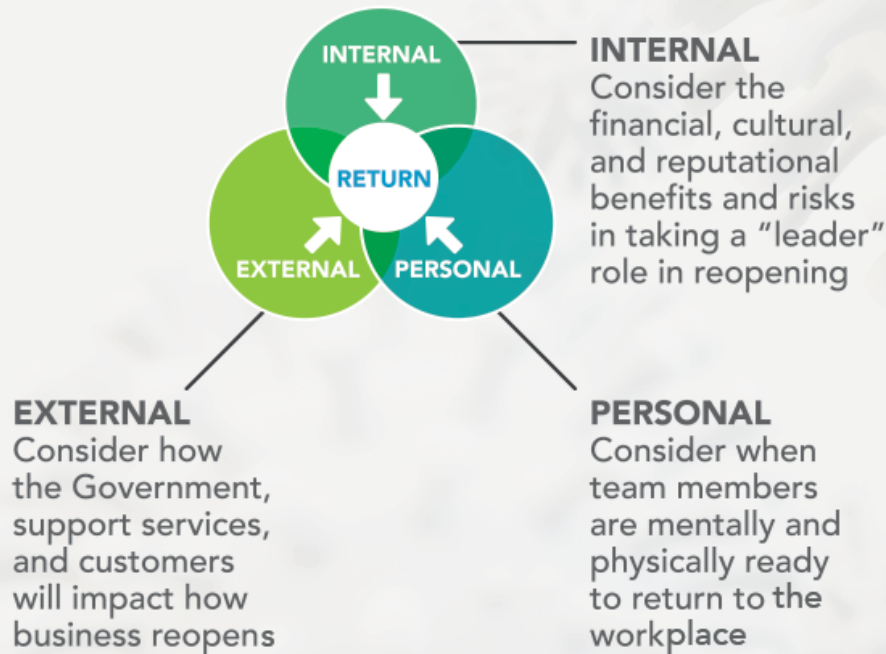 INTERNAL
RETURN
EXTERNAL
PERSONAL
INTERNAL
Consider the
financial, cultural,
and reputational
benefits and risks
in taking a “leader”
role in reopening
EXTERNAL
Consider how
the Government,
support services,
and customers
will impact how
business reopens
PERSONAL
Consider when
team members
are mentally and
physically ready
to return to the
workplace